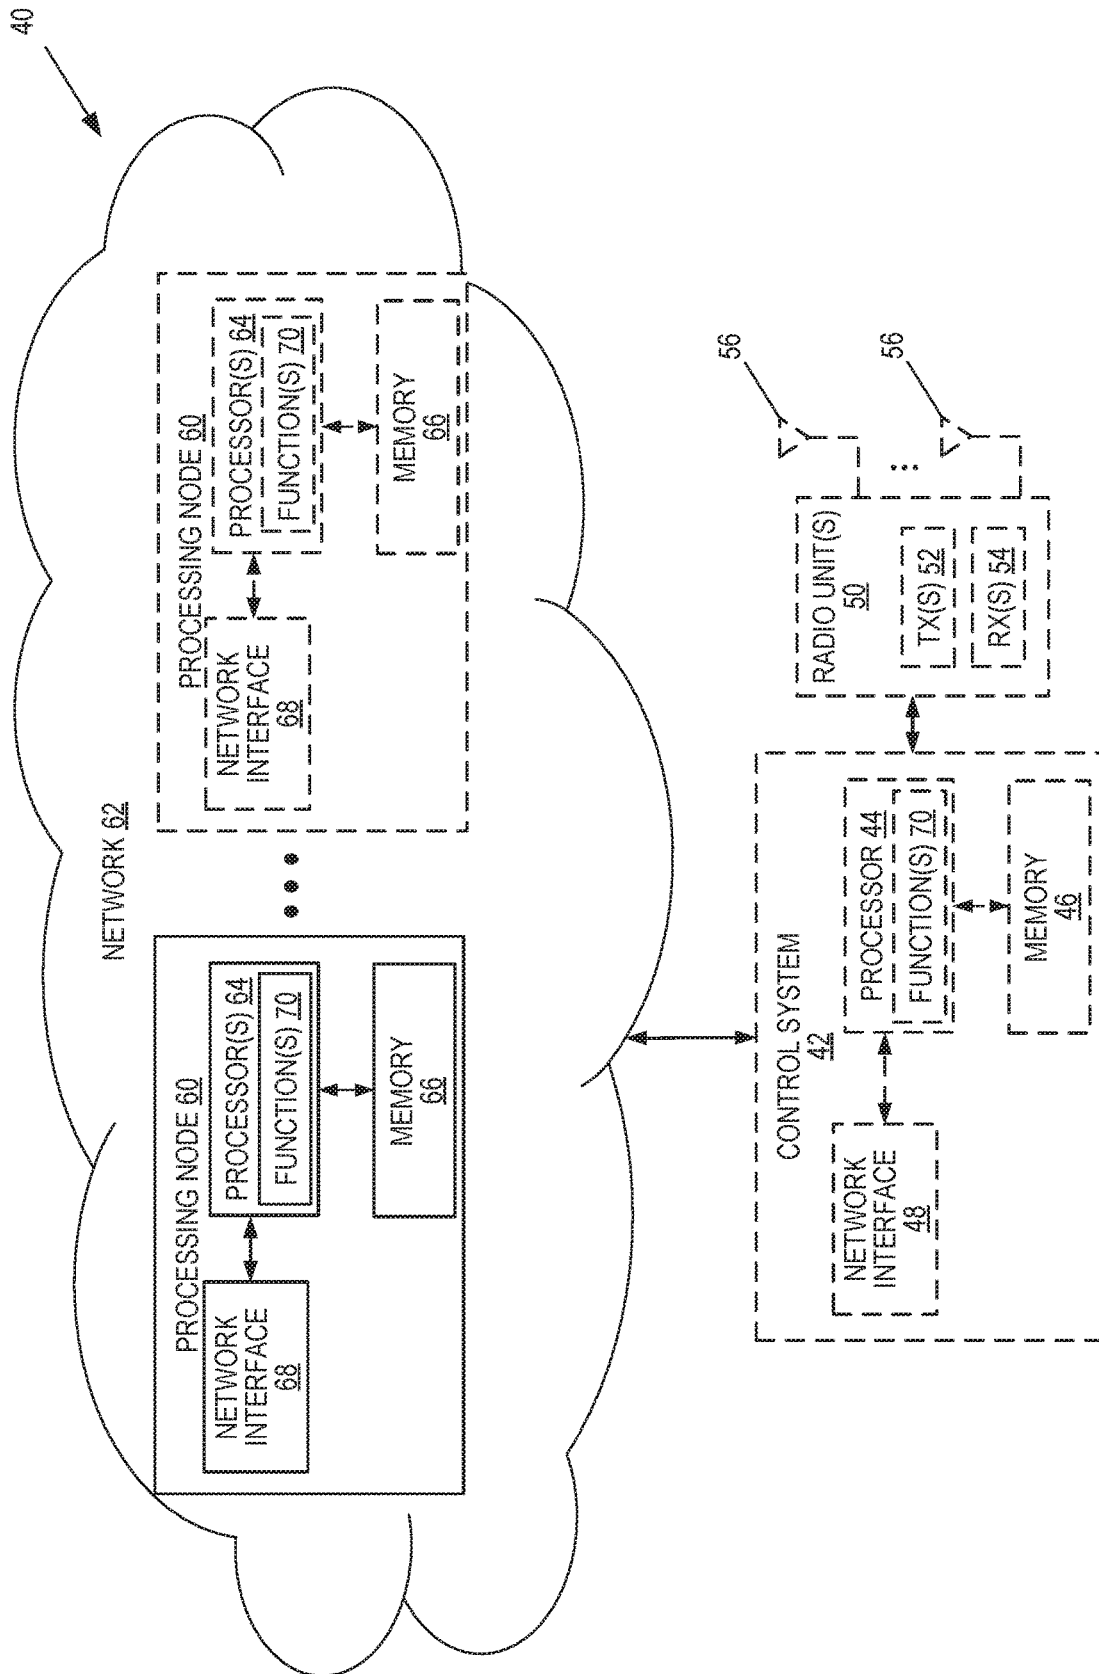 40
NETWORK 62
PROCESSING NODE 60
NETWORK
INTERFACE
68
PROCESSOR(S) 64
FUNCTION(S) 70
MEMORY
66
PROCESSING NODE 60
NETWORK
INTERFACE
68
PROCESSOR(S) 64
FUNCTION(S) 70
MEMORY
66
CONTROL SYSTEM
42
NETWORK
INTERFACE
48
PROCESSOR 44
FUNCTION(S) 70
MEMORY
46
RADIO UNIT(S)
50
TX(S) 52
RX(S) 54
56
56